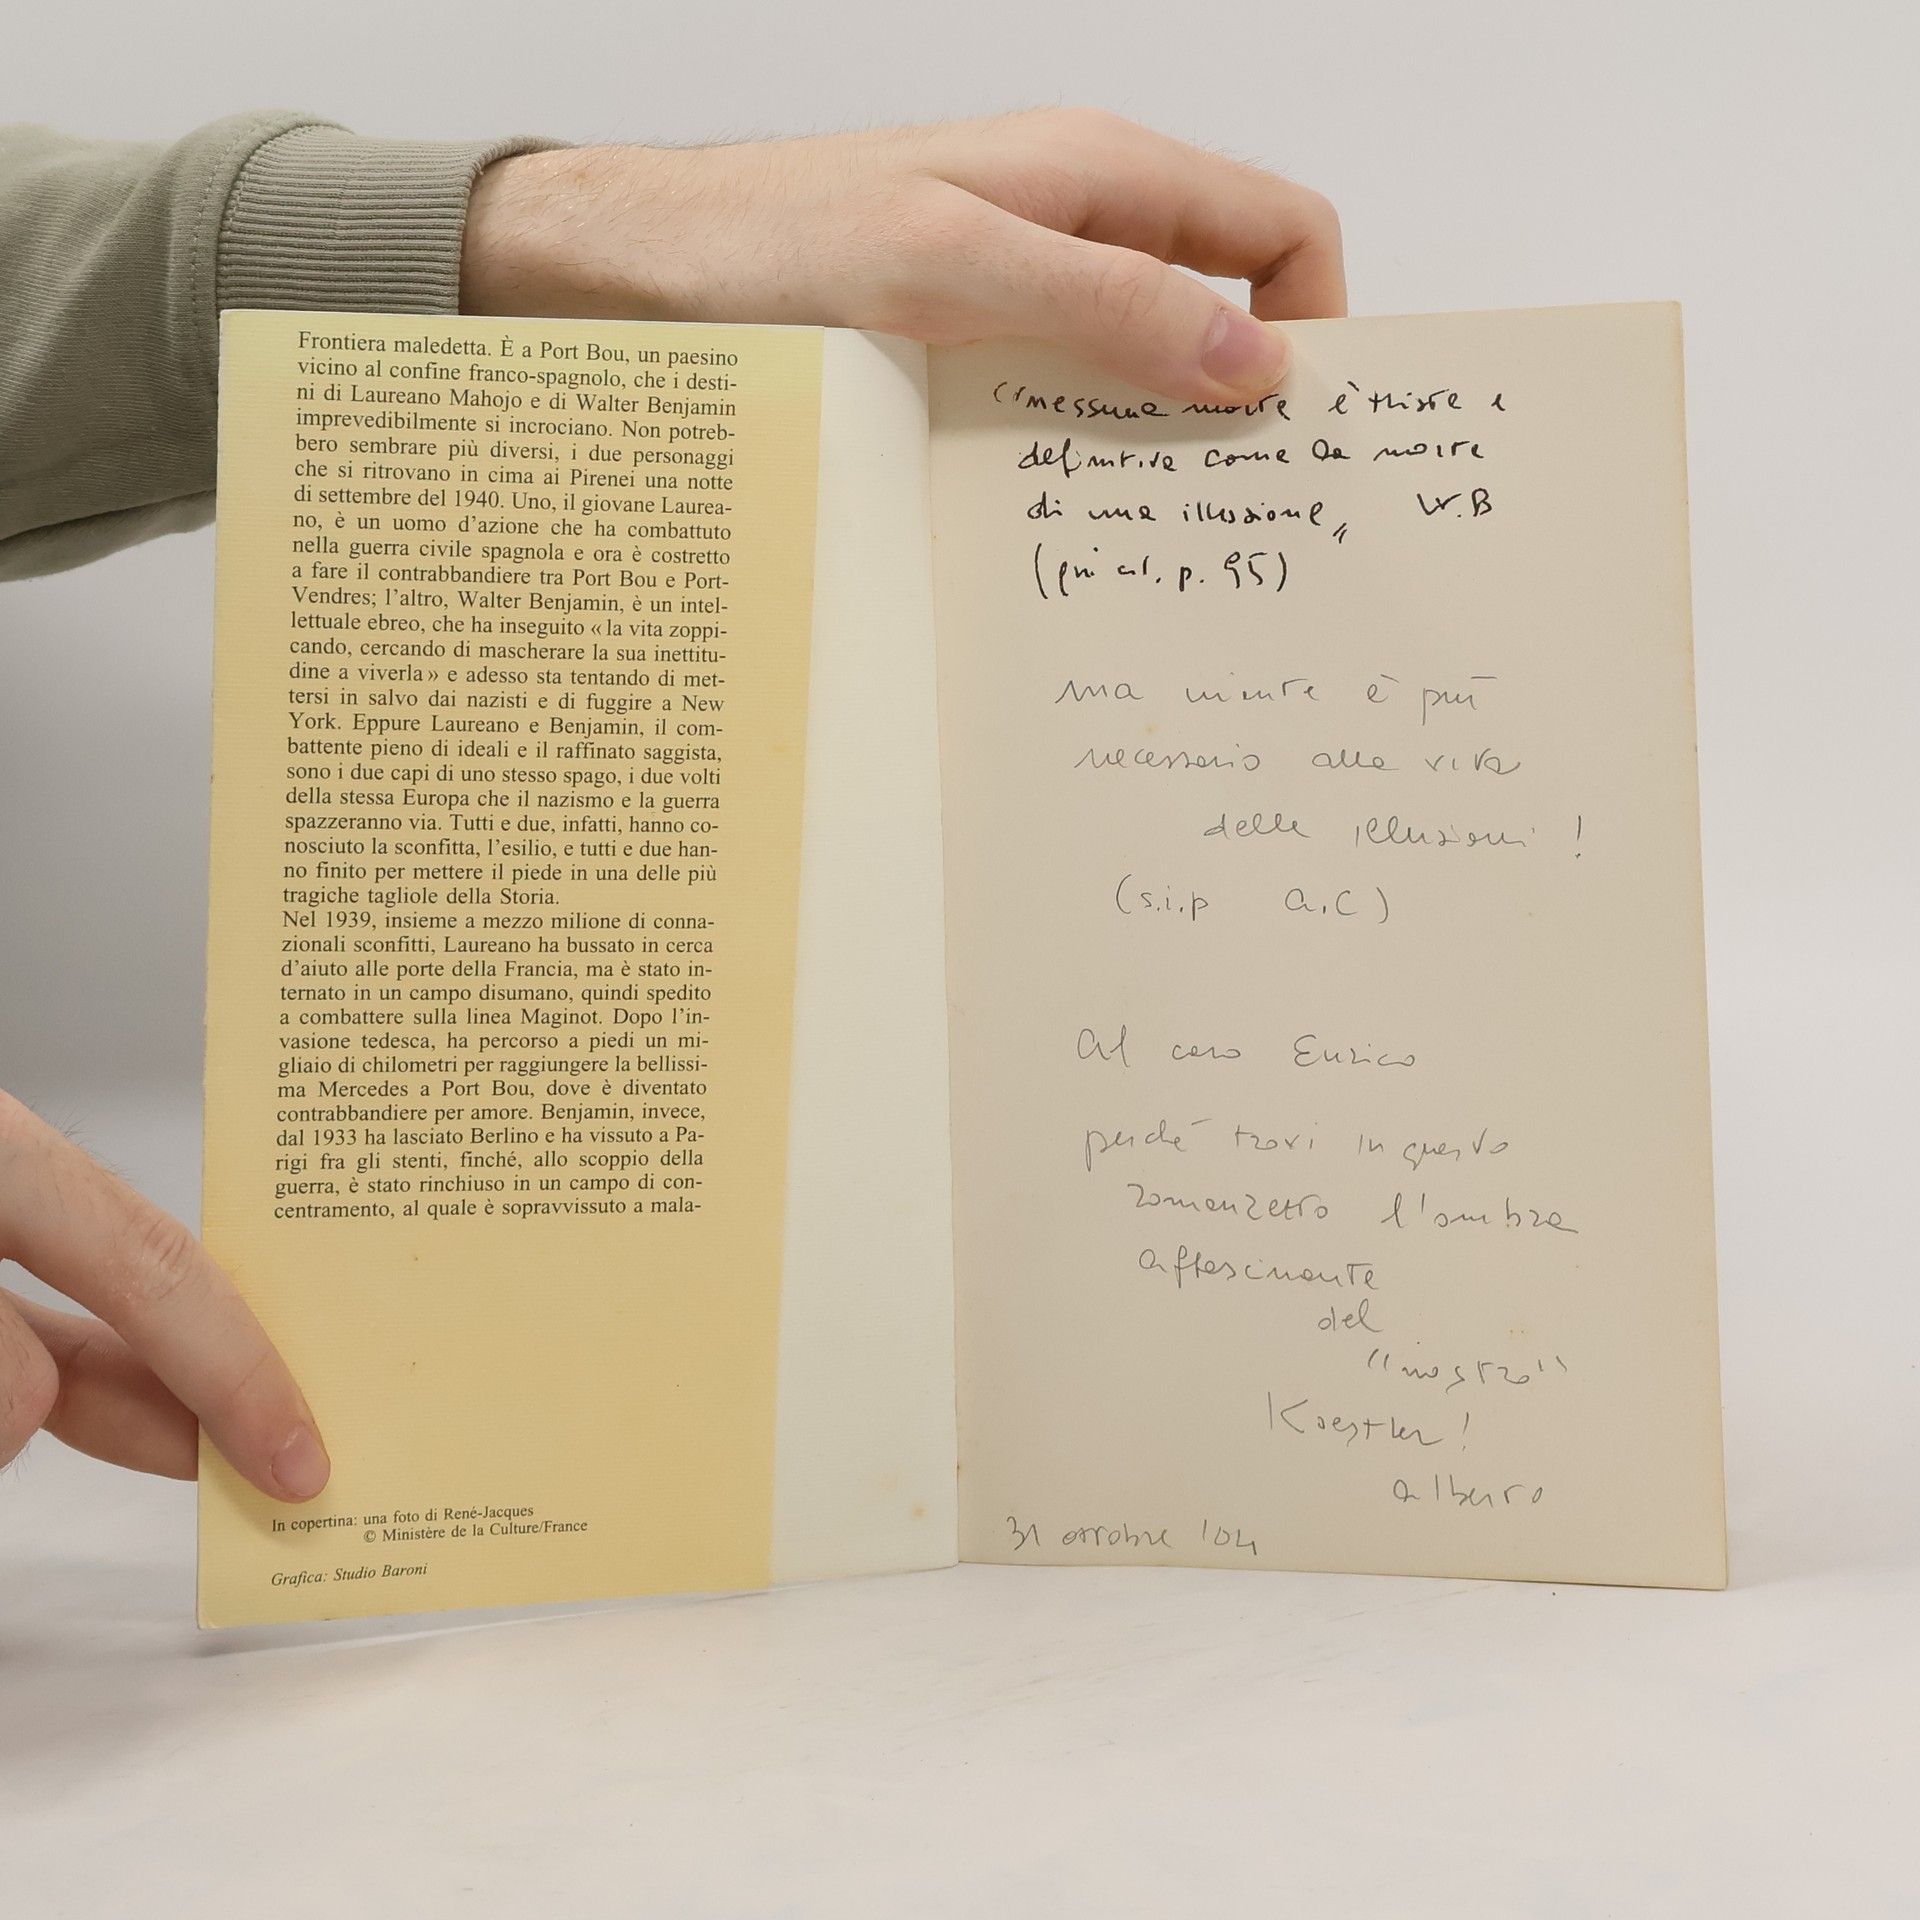 Frontiera maledetta. È a Port Bou, un paesino
vicino al confine franco-spagnolo, che i desti-
ni di Laureano Mahojo e di Walter Benjamin
imprevedibilmente si incrociano. Non potreb-
bero sembrare più diversi, i due personaggi
che si ritrovano in cima ai Pirenei una notte
di settembre del 1940. Uno, il giovane Laurea-
no, è un uomo d'azione che ha combattuto
nella guerra civile spagnola e ora è costretto
a fare il contrabbandiere tra Port Bou e Port-
Vendres; l'altro, Walter Benjamin, è un intel-
lettuale ebreo, che ha inseguito « la vita zoppi-
cando, cercando di mascherare la sua inettitu-
dine a viverla » e adesso sta tentando di met-
tersi in salvo dai nazisti e di fuggire a New
York. Eppure Laureano e Benjamin, il com-
battente pieno di ideali e il raffinato saggista,
sono i due capi di uno stesso spago, i due volti
della stessa Europa che il nazismo e la guerra
spazzeranno via. Tutti e due, infatti, hanno co-
nosciuto la sconfitta, l'esilio, e tutti e due han-
no finito per mettere il piede in una delle più
tragiche tagliole della Storia.
Nel 1939, insieme a mezzo milione di conna-
zionali sconfitti, Laureano ha bussato in cerca
d'aiuto alle porte della Francia, ma è stato in-
ternato in un campo disumano, quindi spedito
a combattere sulla linea Maginot. Dopo l'in-
vasione tedesca, ha percorso a piedi un mi-
gliaio di chilometri per raggiungere la bellissi-
ma Mercedes a Port Bou, dove è diventato
contrabbandiere per amore. Benjamin, invece,
dal 1933 ha lasciato Berlino e ha vissuto a Pa-
rigi fra gli stenti, finché, allo scoppio della
guerra, è stato rinchiuso in un campo di con-
centramento, al quale è sopravvissuto a mala-
In copertina: una foto di René-Jacques
© Ministère de la Culture/France
Grafica: Studio Baroni
"nessuna morte è triste e
definitiva come la morte
di una illusione„ W.B
(qui p. 95)
ma niente è più
necessario alla vita
delle illusioni !
(s.i.p a.C)
al caro Enrico
perché trovi in questo
romanzetto l'ombra
affascinante
del
"nostro"
Koestler !
alberto
31 ottobre '04